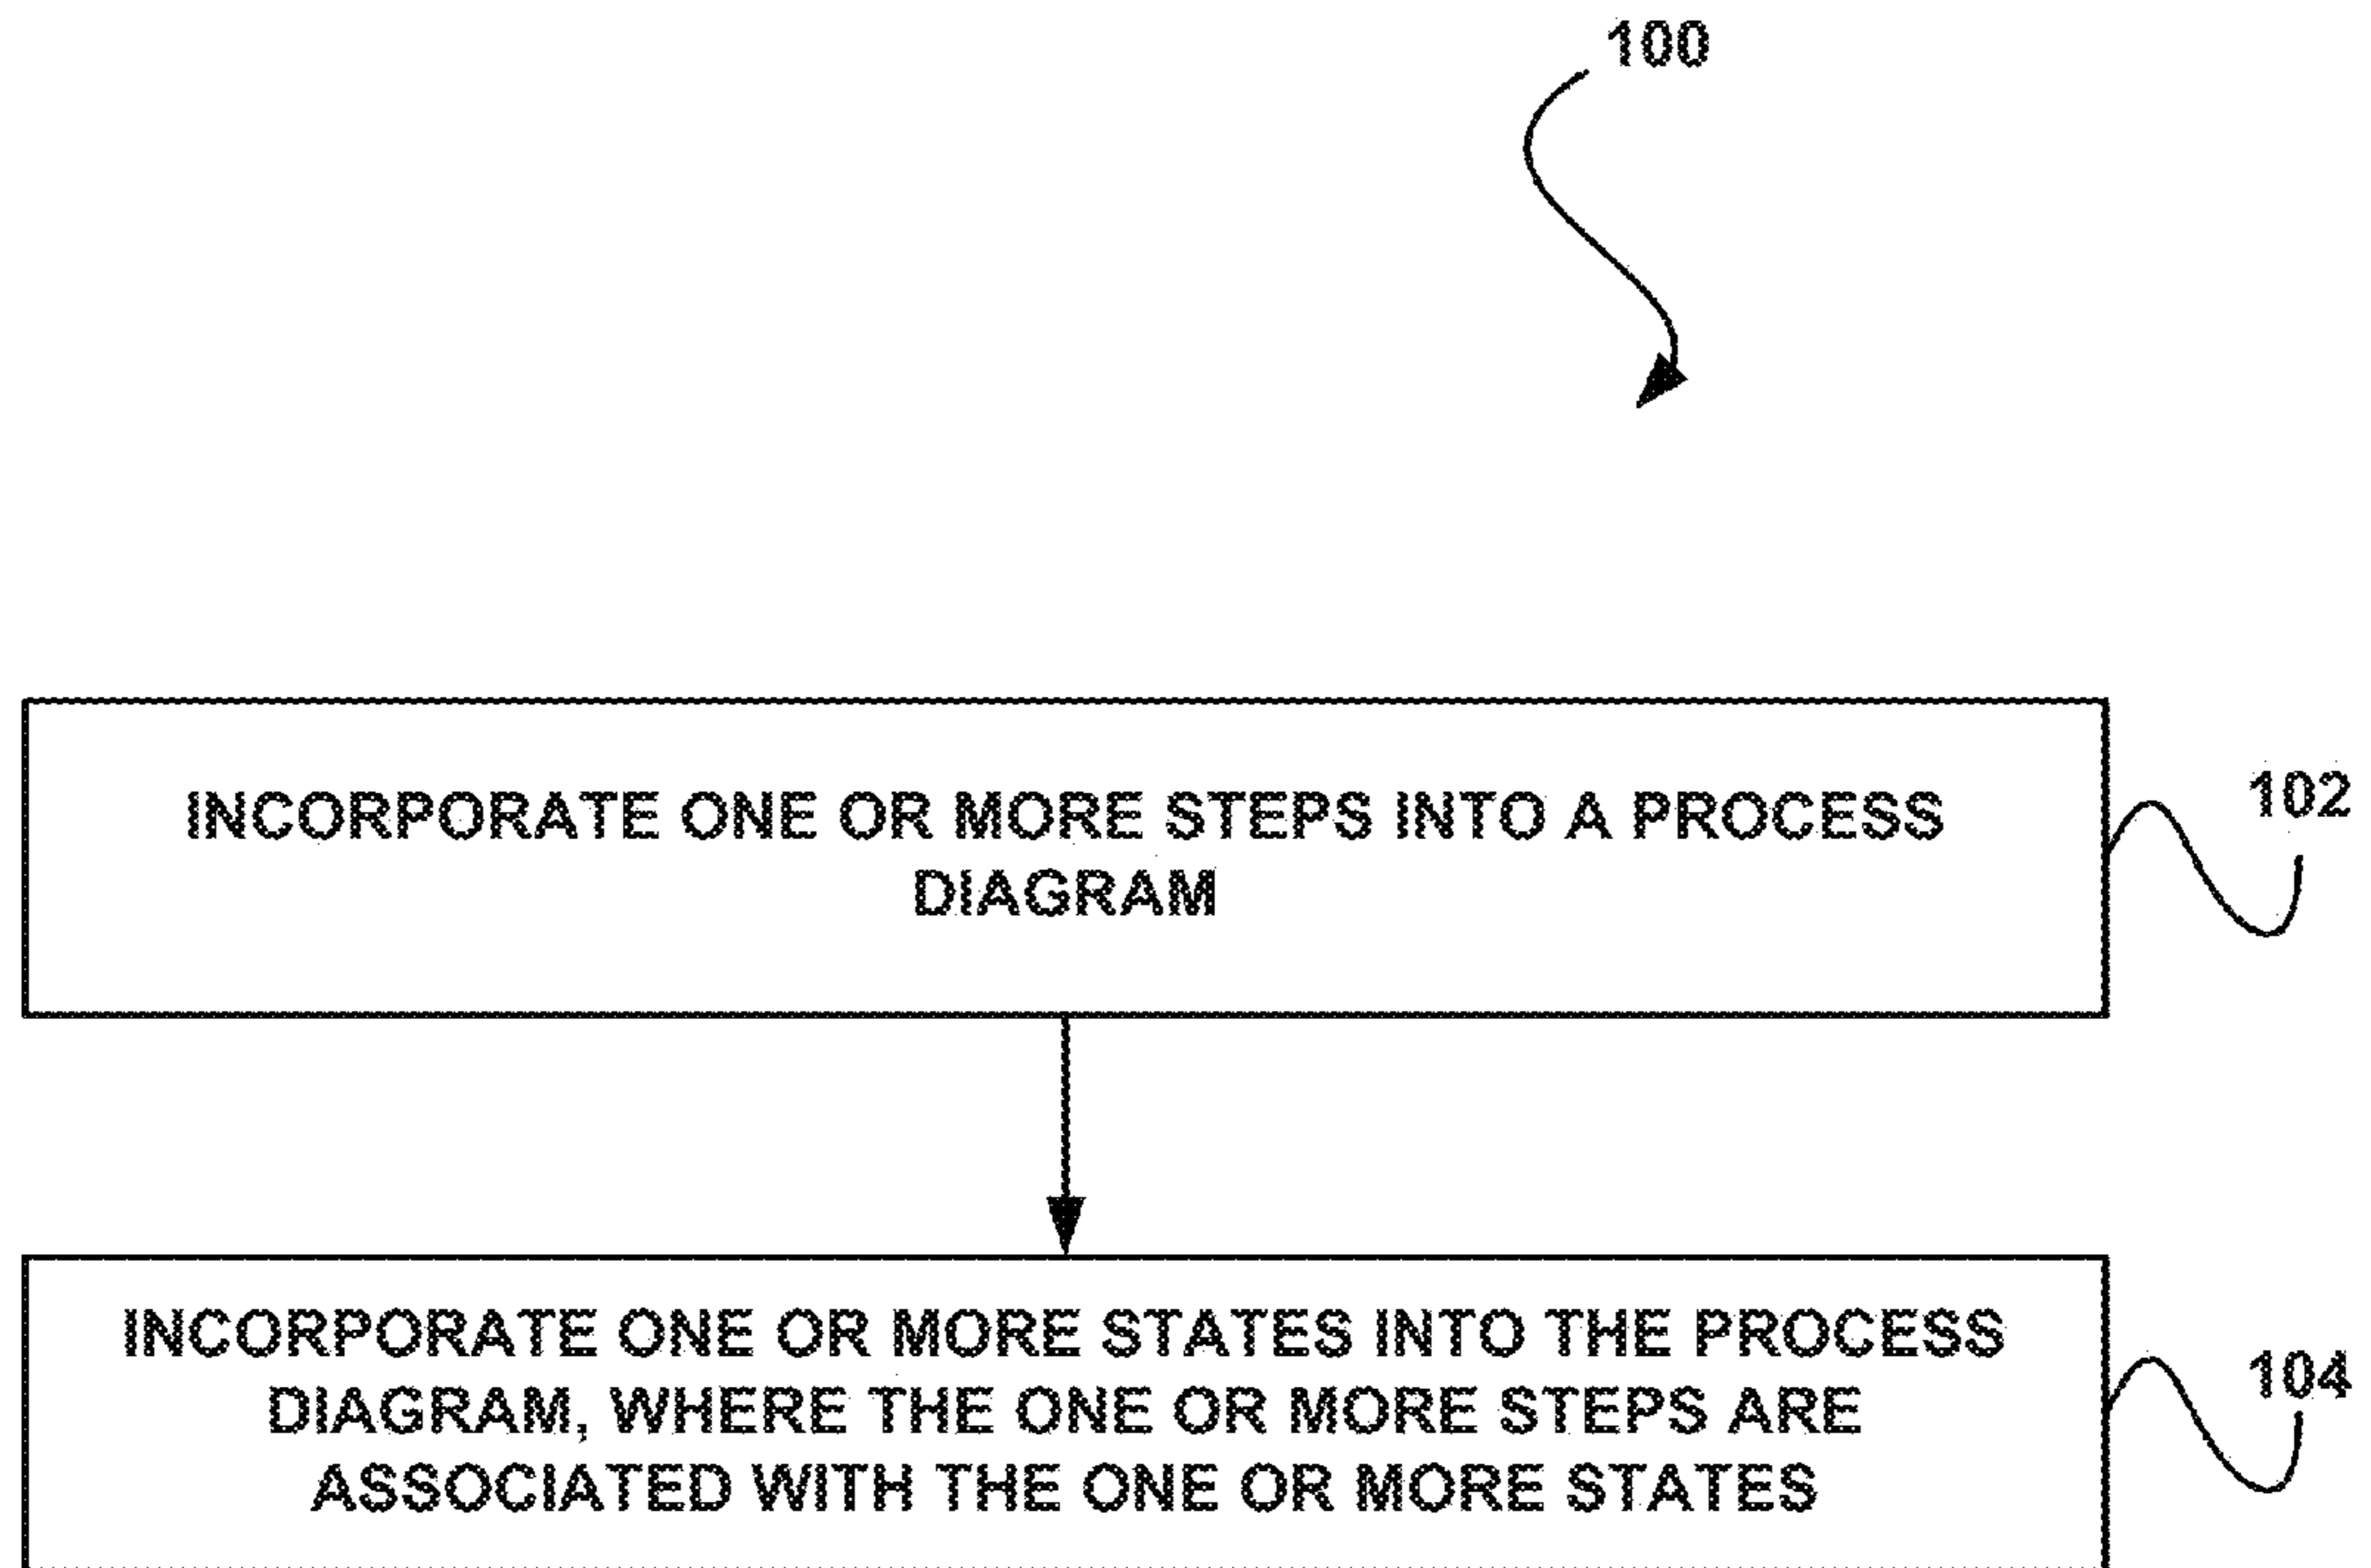 100
INCORPORATE ONE OR MORE STEPS INTO A PROCESS
DIAGRAM
102
INCORPORATE ONE OR MORE STATES INTO THE PROCESS
DIAGRAM, WHERE THE ONE OR MORE STEPS ARE
ASSOCIATED WITH THE ONE OR MORE STATES
104